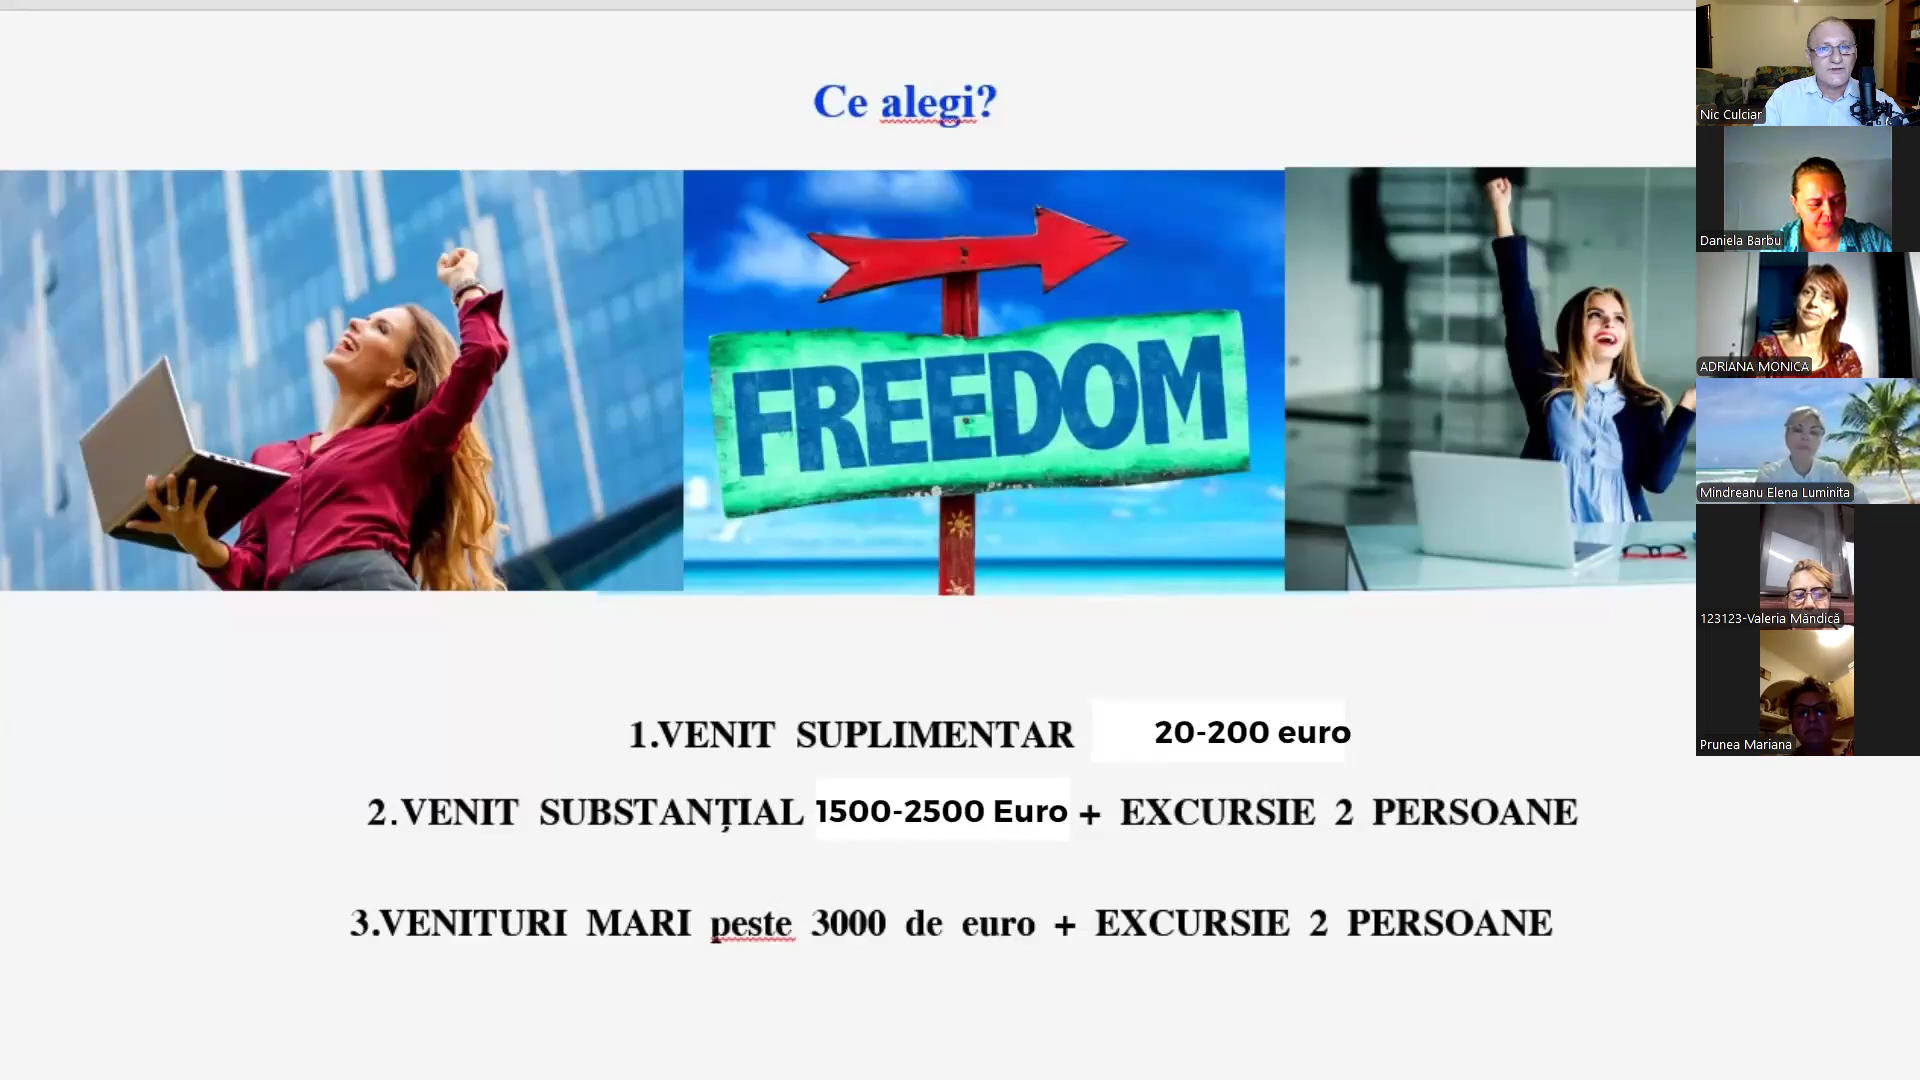 Ce alegi?
FREEDOM
1.VENIT SUPLIMENTAR 20-200 euro
2.VENIT SUBSTANȚIAL 1500-2500 Euro + EXCURSIE 2 PERSOANE
3.VENITURI MARI peste 3000 de euro + EXCURSIE 2 PERSOANE
Nic Culciar
Daniela Barbu
ADRIANA MONICA
Mindreanu Elena Luminita
123123-Valeria Măndică
Prunea Mariana